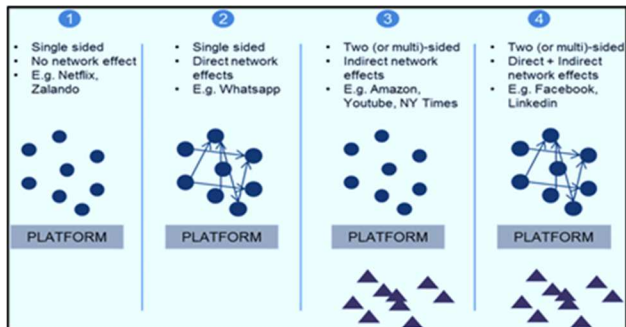 1
• Single sided
• No network effect
• E.g. Netflix,
Zalando
PLATFORM
2
• Single sided
• Direct network
effects
• E.g. Whatsapp
PLATFORM
3
• Two (or multi)-sided
• Indirect network
effects
• E.g. Amazon,
Youtube, NY Times
PLATFORM
4
• Two (or multi)-sided
• Direct + Indirect
network effects
• E.g. Facebook,
Linkedin
PLATFORM